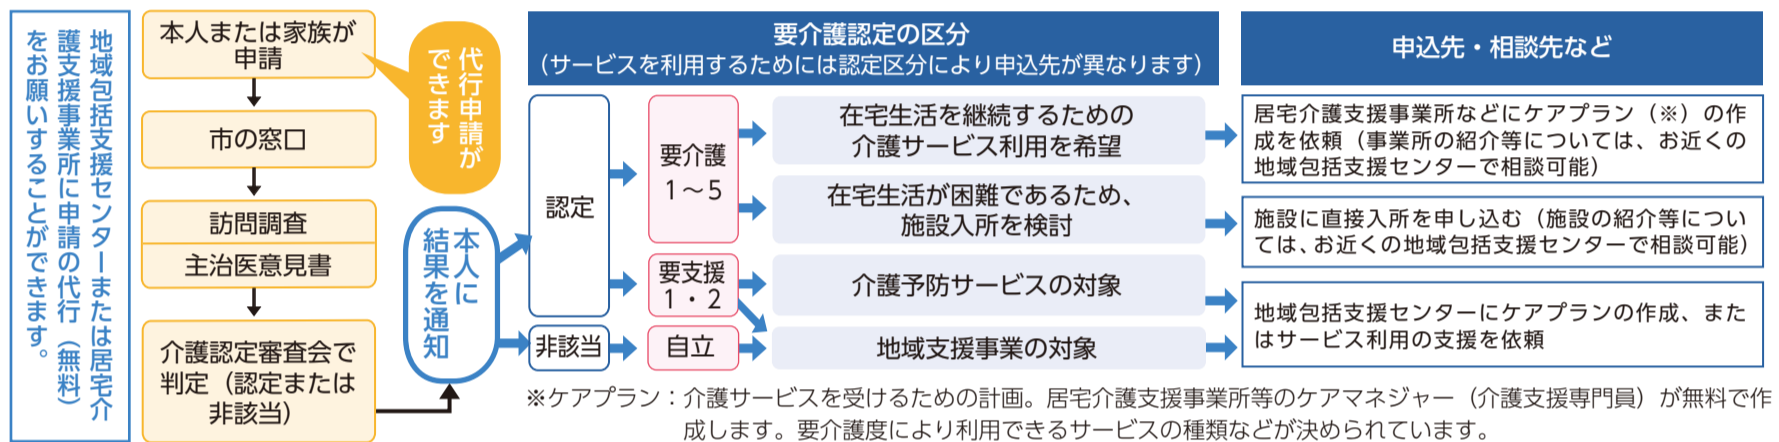 地域包括支援センターまたは居宅介
護支援事業所に申請の代行（無料）
をお願いすることができます。
本人または家族が
申請
代行申請が
できます
市の窓口
訪問調査
主治医意見書
介護認定審査会で
判定（認定または
非該当）
本人に
結果を通知
要介護認定の区分
（サービスを利用するためには認定区分により申込先が異なります）
申込先・相談先など
認定
要介護
1～5
在宅生活を継続するための
介護サービス利用を希望
居宅介護支援事業所などにケアプラン（※）の作
成を依頼（事業所の紹介等については、お近くの
地域包括支援センターで相談可能）
在宅生活が困難であるため、
施設入所を検討
施設に直接入所を申し込む（施設の紹介等につい
ては、お近くの地域包括支援センターで相談可能）
要支援
1・2
介護予防サービスの対象
非該当
自立
地域支援事業の対象
地域包括支援センターにケアプランの作成、また
はサービス利用の支援を依頼
※ケアプラン：介護サービスを受けるための計画。居宅介護支援事業所等のケアマネジャー（介護支援専門員）が無料で作
成します。要介護度により利用できるサービスの種類などが決められています。